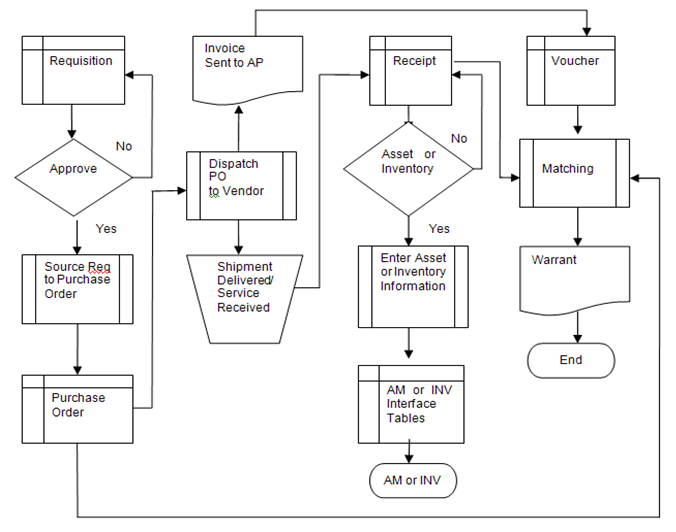 Requisition
No
Approve
Yes
Source Req
to Purchase
Order
Purchase
Order
Invoice
Sent to AP
Dispatch
PO
to Vendor
Shipment
Delivered/
Service
Received
Receipt
No
Asset or
Inventory
Yes
Enter Asset
or Inventory
Information
AM or INV
Interface
Tables
AM or INV
Voucher
Matching
Warrant
End